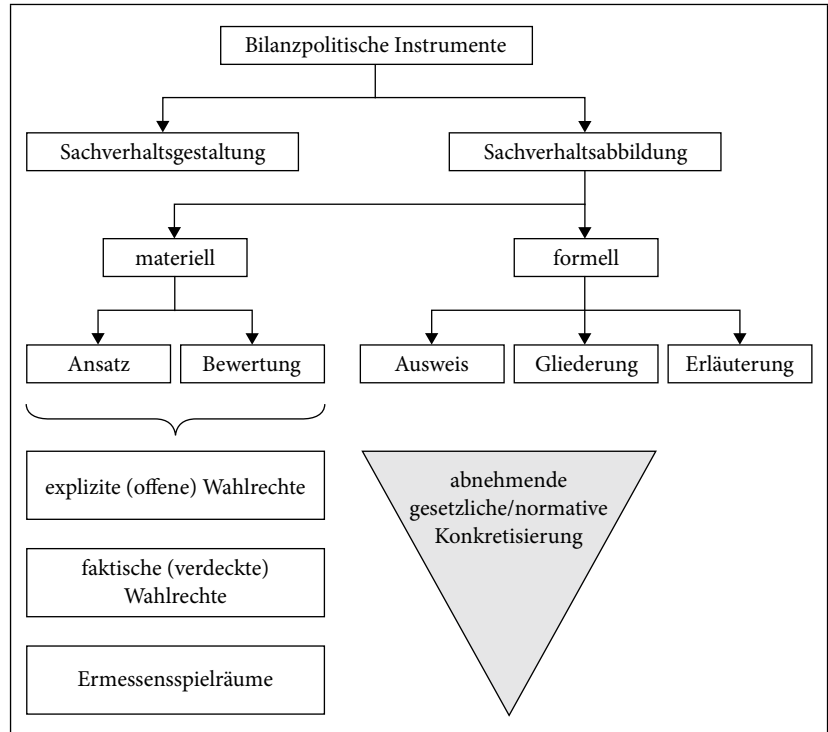 Bilanzpolitische Instrumente
Sachverhaltsgestaltung
Sachverhaltsabbildung
materiell
formell
Ansatz
Bewertung
Ausweis
Gliederung
Erläuterung
explizite (offene) Wahlrechte
abnehmende
gesetzliche/normative
Konkretisierung
faktische (verdeckte)
Wahlrechte
Ermessensspielräume